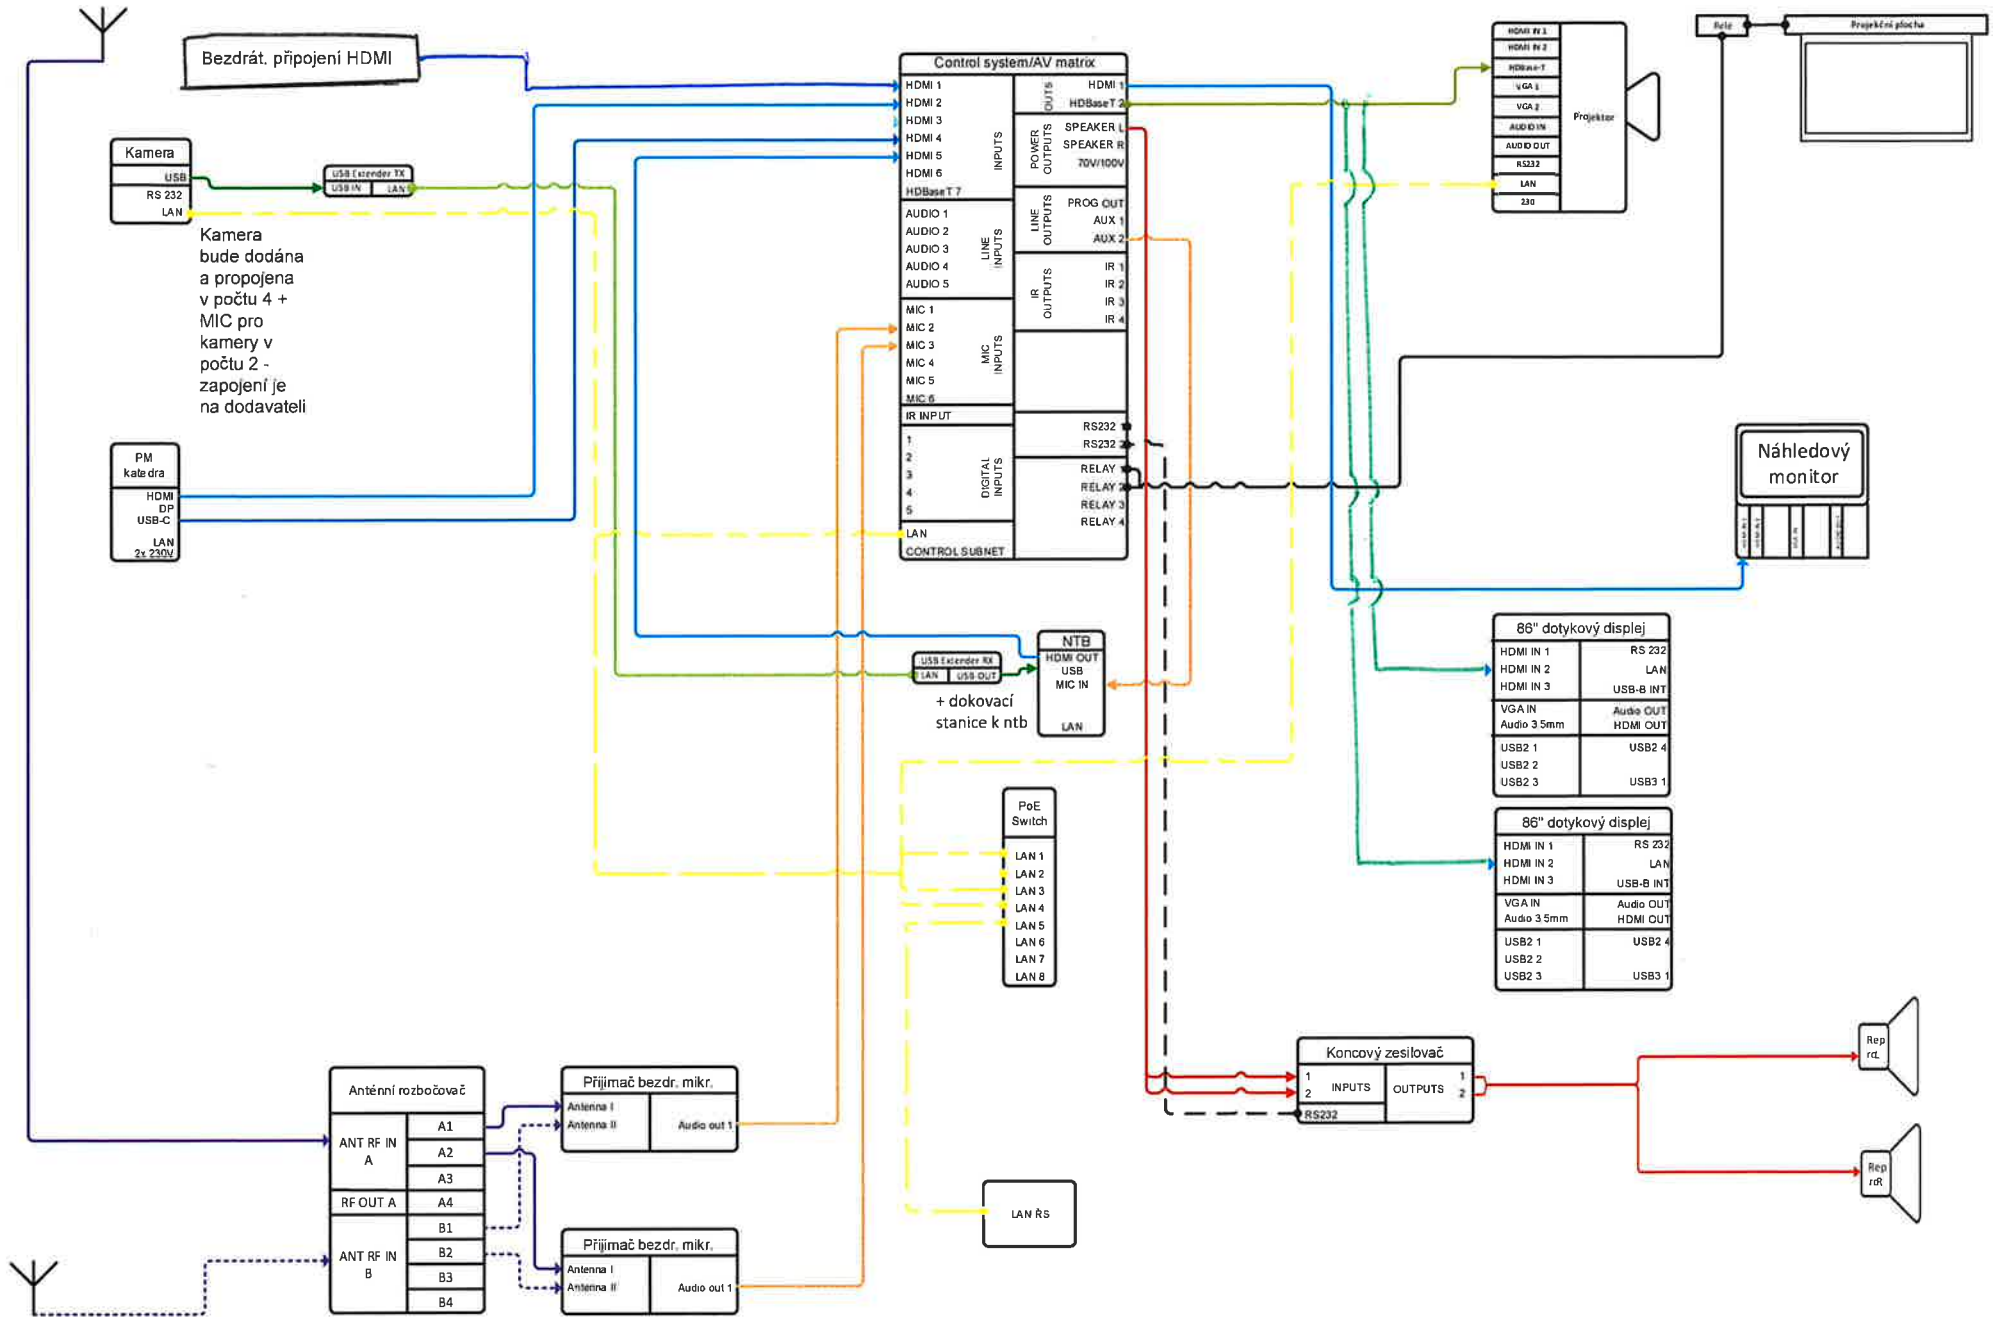 Bezdrát. připojení HDMI
Kamera
USB
RS 232
LAN
USB Extender TX
USB IN
LAN
Kamera
bude dodána
a propojena
v počtu 4 +
MIC pro
kamery v
počtu 2 -
zapojení je
na dodavateli
PM
katedra
HDMI
DP
USB-C
LAN
2x 230V
Control system/AV matrix
HDMI 1
HDMI 2
HDMI 3
HDMI 4
HDMI 5
HDMI 6
HDBaseT 7
INPUTS
AUDIO 1
AUDIO 2
AUDIO 3
AUDIO 4
AUDIO 5
LINE
INPUTS
MIC 1
MIC 2
MIC 3
MIC 4
MIC 5
MIC 6
MIC
INPUTS
IR INPUT
1
2
3
4
5
DIGITAL
INPUTS
LAN
CONTROL SUBNET
OUTS
HDMI 1
HDBaseT 2
POWER
OUTPUTS
SPEAKER L
SPEAKER R
70V/100V
LINE
OUTPUTS
PROG OUT
AUX 1
AUX 2
IR
OUTPUTS
IR 1
IR 2
IR 3
IR 4
RS232
RS232
RELAY
RELAY 2
RELAY 3
RELAY 4
HDMI IN 1
HDMI IN 2
HDBase-T
VGA 1
VGA 2
AUDIO IN
AUDIO OUT
RS232
LAN
230
Projektor
Relé
Projekční plocha
Náhledový
monitor
USB Extender RX
LAN
USB OUT
+ dokovací
stanice k ntb
NTB
HDMI OUT
USB
MIC IN
LAN
86" dotykový displej
HDMI IN 1
HDMI IN 2
HDMI IN 3
VGA IN
Audio 3.5mm
USB2 1
USB2 2
USB2 3
RS 232
LAN
USB-B INT
Audio OUT
HDMI OUT
USB2 4
USB3 1
86" dotykový displej
HDMI IN 1
HDMI IN 2
HDMI IN 3
VGA IN
Audio 3.5mm
USB2 1
USB2 2
USB2 3
RS 232
LAN
USB-B INT
Audio OUT
HDMI OUT
USB2 4
USB3 1
PoE
Switch
LAN 1
LAN 2
LAN 3
LAN 4
LAN 5
LAN 6
LAN 7
LAN 8
LAN ŘS
Koncový zesilovač
1
2
INPUTS
OUTPUTS
1
2
RS232
Rep
roL
Rep
roR
Anténní rozbočovač
ANT RF IN
A
RF OUT A
ANT RF IN
B
A1
A2
A3
A4
B1
B2
B3
B4
Přijimač bezdr. mikr.
Antenna I
Antenna II
Audio out 1
Přijimač bezdr. mikr.
Antenna I
Antenna II
Audio out 1